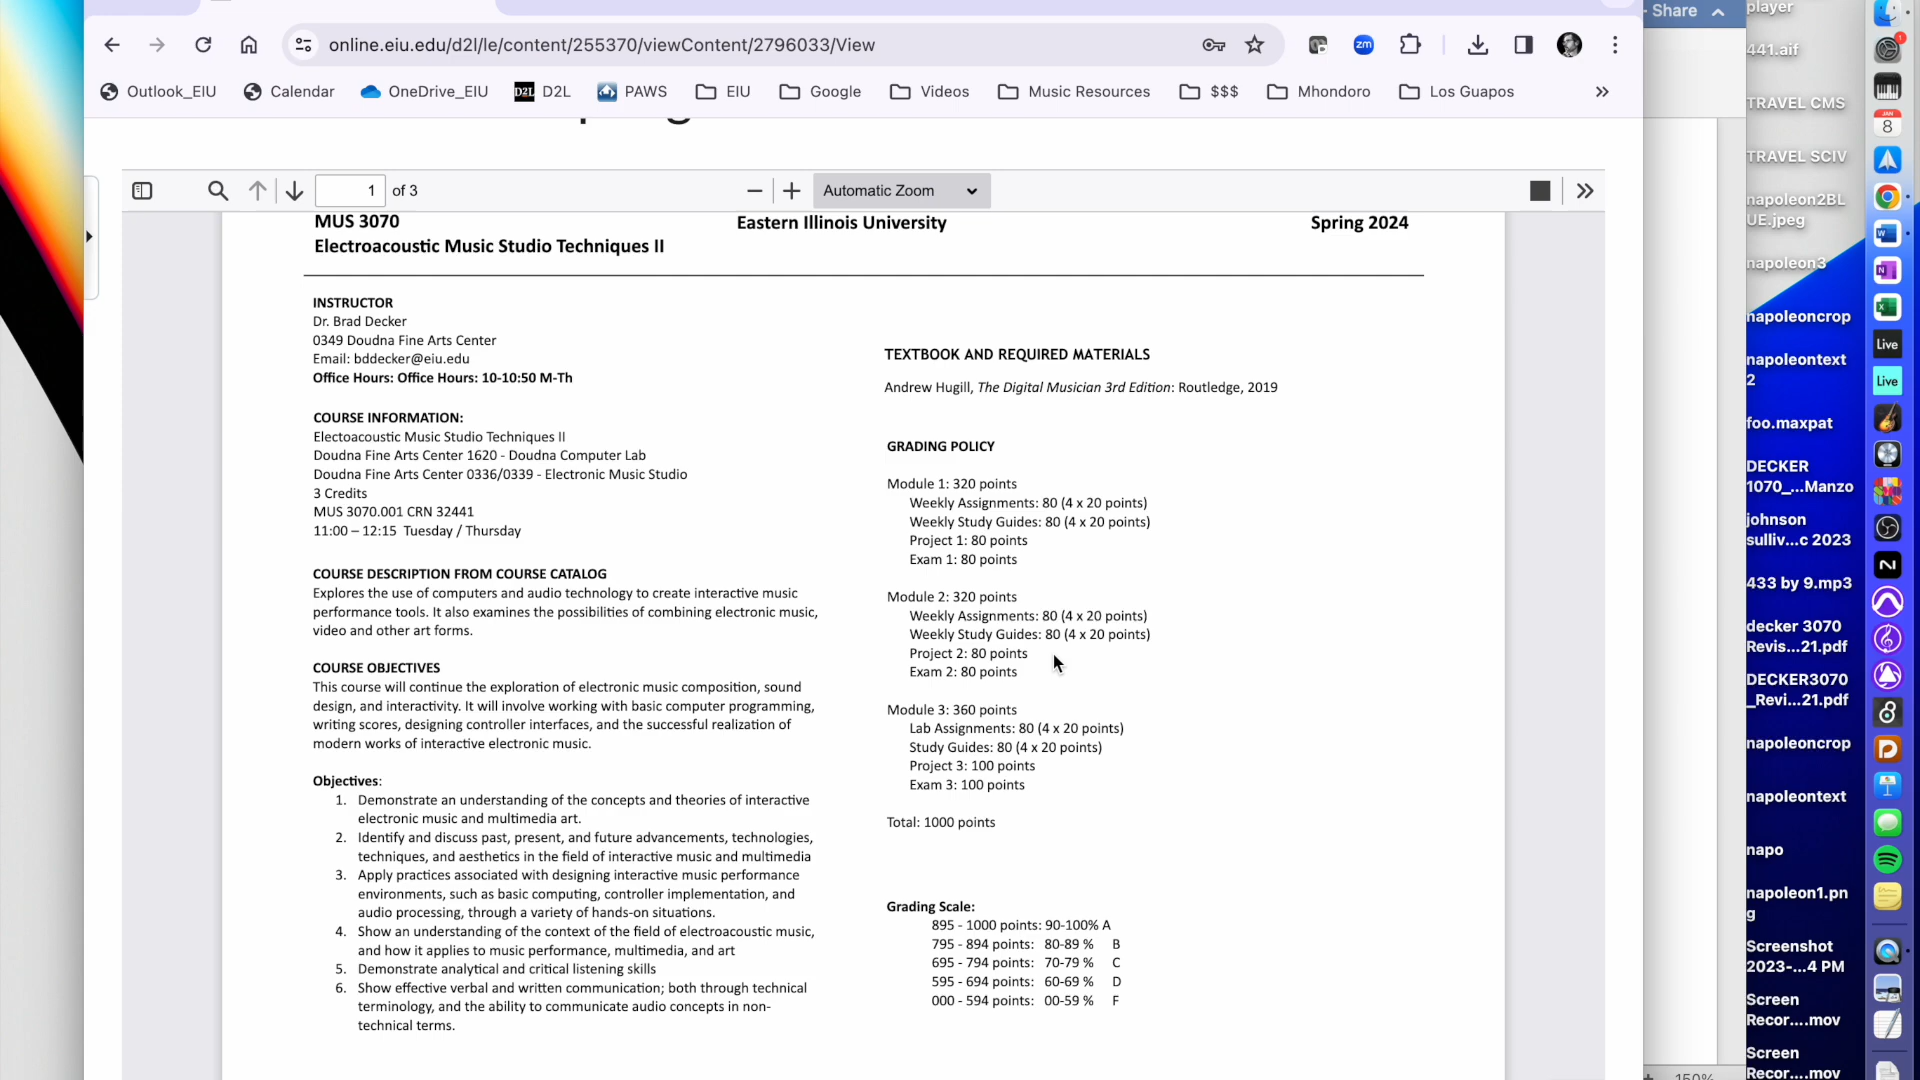 Share
online.eiu.edu/d2l/le/content/255370/viewContent/2796033/View
zm
Outlook_EIU
Calendar
OneDrive_EIU
D2L D2L
PAWS
EIU
Google
Videos
Music Resources
$$$
Mhondoro
Los Guapos
1 of 3
Automatic Zoom
MUS 3070
Eastern Illinois University
Spring 2024
Electroacoustic Music Studio Techniques II
INSTRUCTOR
Dr. Brad Decker
0349 Doudna Fine Arts Center
Email: bddecker@eiu.edu
Office Hours: Office Hours: 10-10:50 M-Th
COURSE INFORMATION:
Electoacoustic Music Studio Techniques II
Doudna Fine Arts Center 1620 - Doudna Computer Lab
Doudna Fine Arts Center 0336/0339 - Electronic Music Studio
3 Credits
MUS 3070.001 CRN 32441
11:00 – 12:15 Tuesday / Thursday
COURSE DESCRIPTION FROM COURSE CATALOG
Explores the use of computers and audio technology to create interactive music
performance tools. It also examines the possibilities of combining electronic music,
video and other art forms.
COURSE OBJECTIVES
This course will continue the exploration of electronic music composition, sound
design, and interactivity. It will involve working with basic computer programming,
writing scores, designing controller interfaces, and the successful realization of
modern works of interactive electronic music.
Objectives:
1. Demonstrate an understanding of the concepts and theories of interactive
electronic music and multimedia art.
2. Identify and discuss past, present, and future advancements, technologies,
techniques, and aesthetics in the field of interactive music and multimedia
3. Apply practices associated with designing interactive music performance
environments, such as basic computing, controller implementation, and
audio processing, through a variety of hands-on situations.
4. Show an understanding of the context of the field of electroacoustic music,
and how it applies to music performance, multimedia, and art
5. Demonstrate analytical and critical listening skills
6. Show effective verbal and written communication; both through technical
terminology, and the ability to communicate audio concepts in non-
technical terms.
TEXTBOOK AND REQUIRED MATERIALS
Andrew Hugill, The Digital Musician 3rd Edition: Routledge, 2019
GRADING POLICY
Module 1: 320 points
Weekly Assignments: 80 (4 x 20 points)
Weekly Study Guides: 80 (4 x 20 points)
Project 1: 80 points
Exam 1: 80 points
Module 2: 320 points
Weekly Assignments: 80 (4 x 20 points)
Weekly Study Guides: 80 (4 x 20 points)
Project 2: 80 points
Exam 2: 80 points
Module 3: 360 points
Lab Assignments: 80 (4 x 20 points)
Study Guides: 80 (4 x 20 points)
Project 3: 100 points
Exam 3: 100 points
Total: 1000 points
Grading Scale:
895 - 1000 points: 90-100% A
795 - 894 points: 80-89 % B
695 - 794 points: 70-79 % C
595 - 694 points: 60-69 % D
000 - 594 points: 00-59 % F
player
441.aif
TRAVEL CMS
TRAVEL SCIV
napoleon2BL
UE.jpeg
napoleon3
napoleoncrop
napoleontext
2
foo.maxpat
DECKER
1070_...Manzo
johnson
sulliv...c 2023
433 by 9.mp3
decker 3070
Revis...21.pdf
DECKER3070
_Revi...21.pdf
napoleoncrop
napoleontext
napo
napoleon1.pn
g
Screenshot
2023-...4 PM
Screen
Recor....mov
Screen
Recor....mov
1
JAN
8
Live
Live
150%